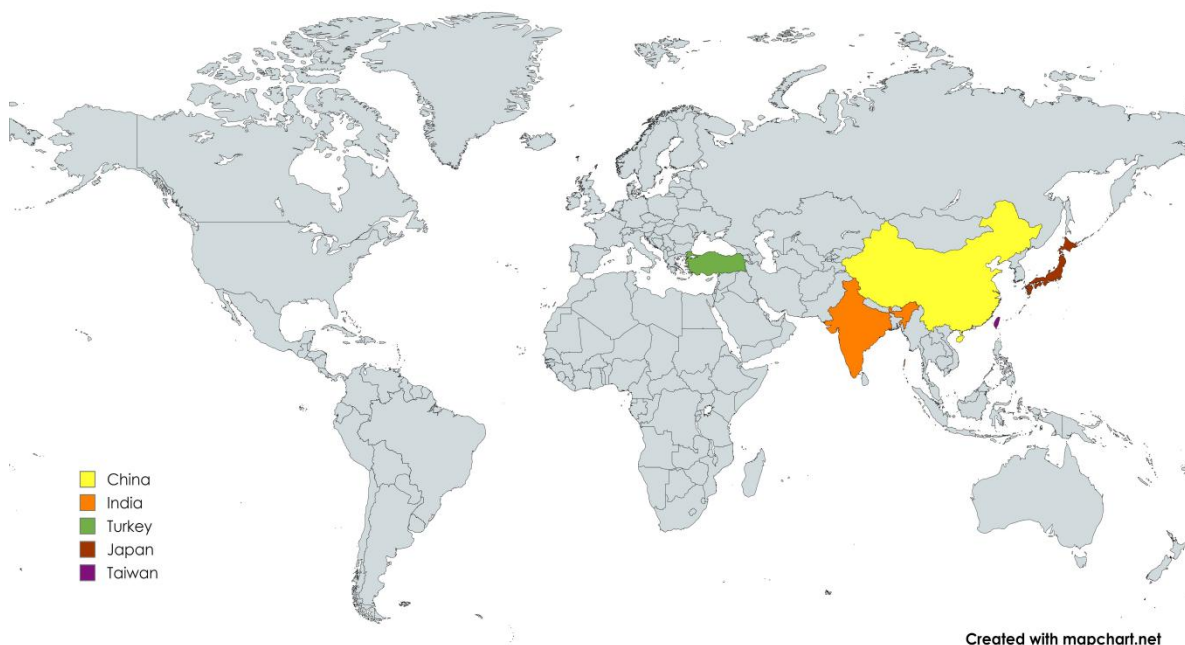 China
India
Turkey
Japan
Taiwan
Created with mapchart.net